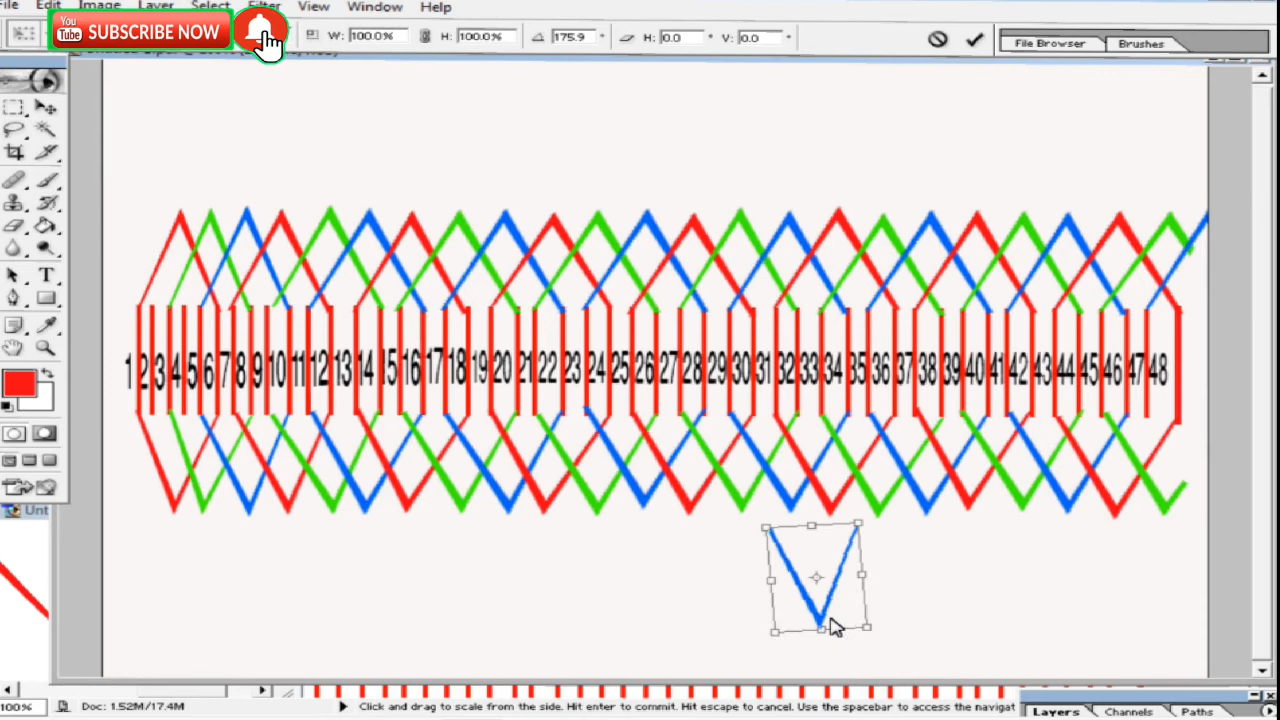 File Edit Image Layer Select Filter View Window Help
You Tube SUBSCRIBE NOW
W: 100.0% H: 100.0% 175.9 ° H: 0.0 ° V: 0.0 °
File Browser Brushes
1 2 3 4 5 6 7 8 9 10 11 12 13 14 15 16 17 18 19 20 21 22 23 24 25 26 27 28 29 30 31 32 33 34 35 36 37 38 39 40 41 42 43 44 45 46 47 48
T
Unt
100% Doc: 1.52M/17.4M Click and drag to scale from the side. Hit enter to commit. Hit escape to cancel. Use the spacebar to access the navigat
Layers Channels Paths